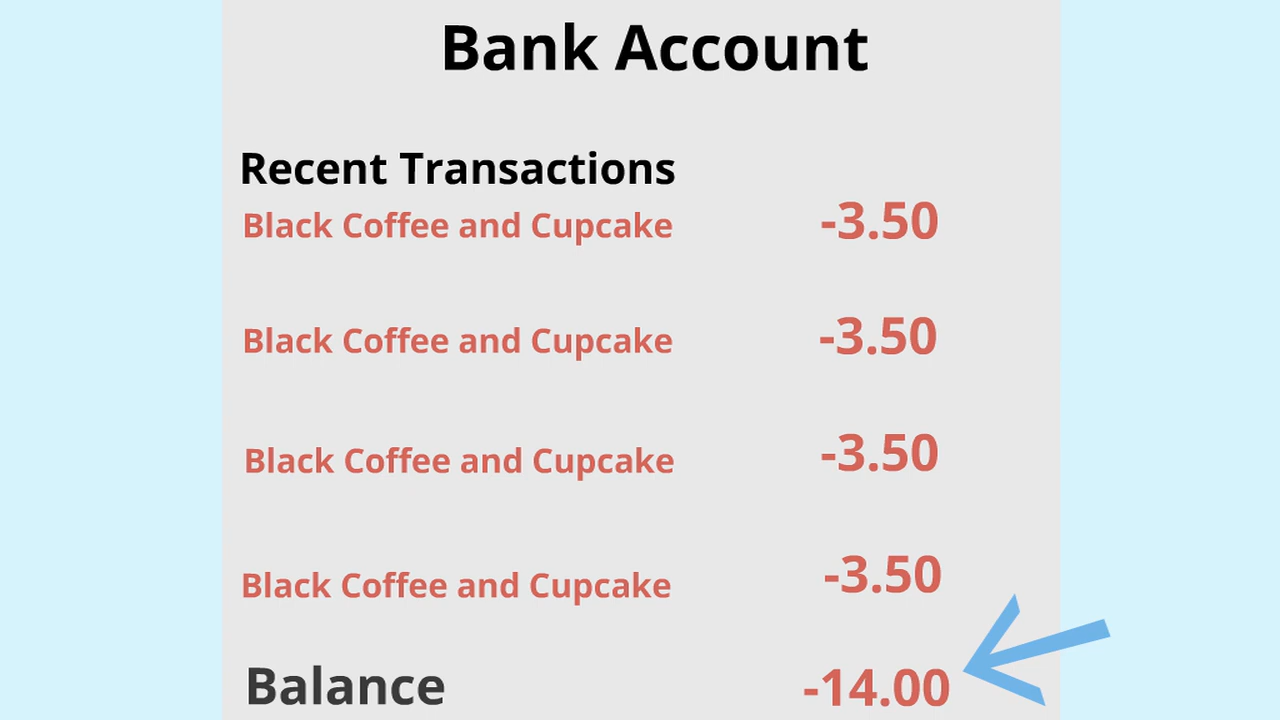 Bank Account
Recent Transactions
Black Coffee and Cupcake -3.50
Black Coffee and Cupcake -3.50
Black Coffee and Cupcake -3.50
Black Coffee and Cupcake -3.50
Balance -14.00